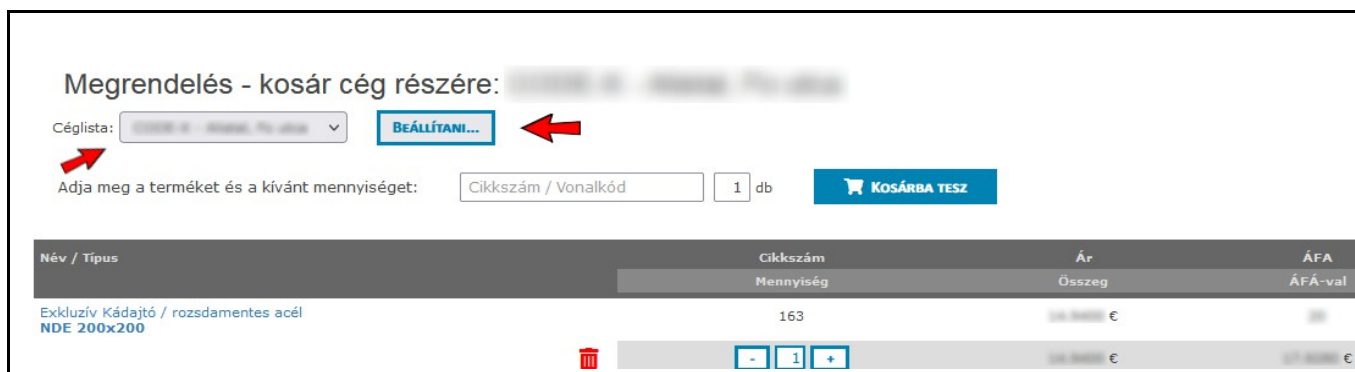 Megrendelés - kosár cég részére:
Céglista:
BEÁLLÍTANI...
Adja meg a terméket és a kívánt mennyiséget: Cikkszám / Vonalkód 1 db KOSÁRBA TESZ
Név / Típus Cikkszám Ár ÁFA
Mennyiség Összeg ÁFÁ-val
Exkluzív Kádajtó / rozsdamentes acél 163 €
NDE 200x200
- 1 + € €